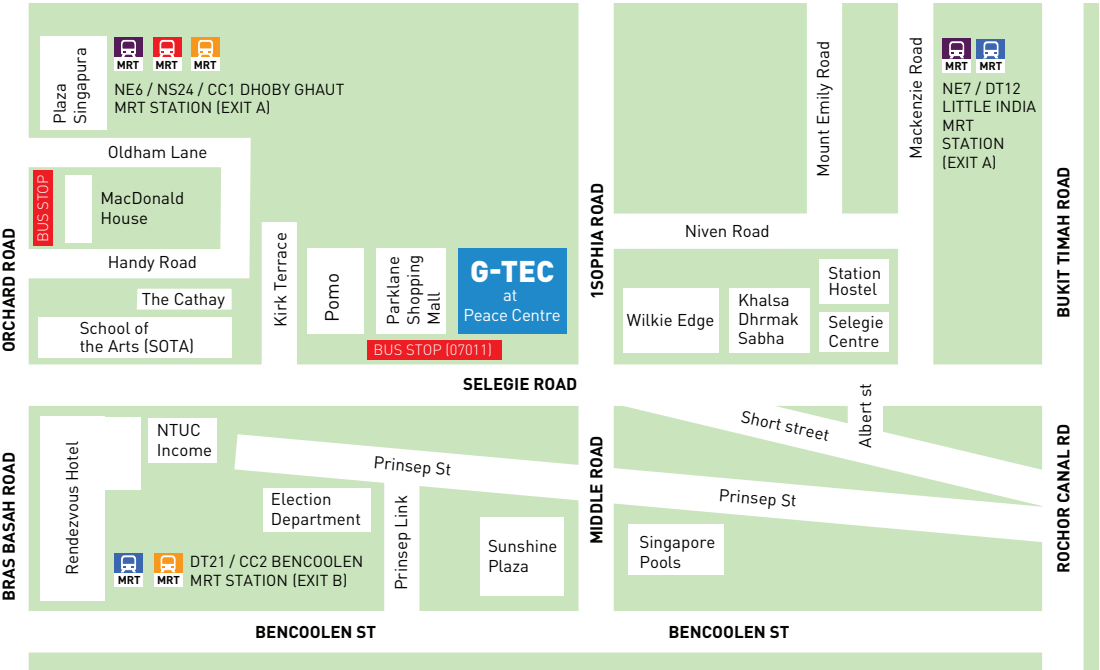 Plaza
Singapura
MRT
MRT
MRT
NE6 / NS24 / CC1 DHOBY GHAUT
MRT STATION (EXIT A)
Oldham Lane
BUS STOP
MacDonald
House
Handy Road
The Cathay
School of
the Arts (SOTA)
ORCHARD ROAD
Kirk Terrace
Pomo
Parklane
Shopping
Mall
G-TEC
at
Peace Centre
BUS STOP (07011)
1SOPHIA ROAD
Mount Emily Road
Mackenzie Road
MRT
MRT
NE7 / DT12
LITTLE INDIA
MRT
STATION
(EXIT A)
Niven Road
Wilkie Edge
Khalsa
Dhrmak
Sabha
Station
Hostel
Selegie
Centre
BUKIT TIMAH ROAD
SELEGIE ROAD
BRAS BASAH ROAD
Rendezvous Hotel
NTUC
Income
Prinsep St
Election
Department
Prinsep Link
MRT
MRT
DT21 / CC2 BENCOOLEN
MRT STATION (EXIT B)
Sunshine
Plaza
MIDDLE ROAD
Short street
Albert st
Prinsep St
Singapore
Pools
ROCHOR CANAL RD
BENCOOLEN ST
BENCOOLEN ST